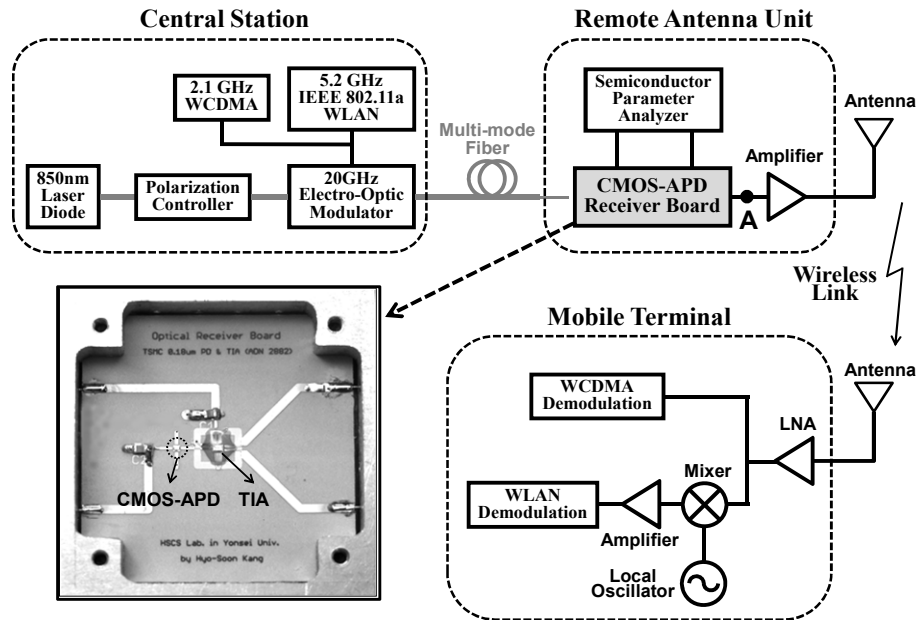 Central Station
Remote Antenna Unit
2.1 GHz
WCDMA
5.2 GHz
IEEE 802.11a
WLAN
Semiconductor
Parameter
Analyzer
Antenna
Multi-mode
Fiber
Amplifier
850nm
Laser
Diode
Polarization
Controller
20GHz
Electro-Optic
Modulator
CMOS-APD
Receiver Board
A
Wireless
Link
Optical Receiver Board
TSMC 0.18um PD & TIA (AON 2002)
CMOS-APD
TIA
HSCS Lab. in Yonsei Univ.
by Hyo-Soon Kang
Mobile Terminal
Antenna
WCDMA
Demodulation
LNA
Mixer
WLAN
Demodulation
Amplifier
Local
Oscillator